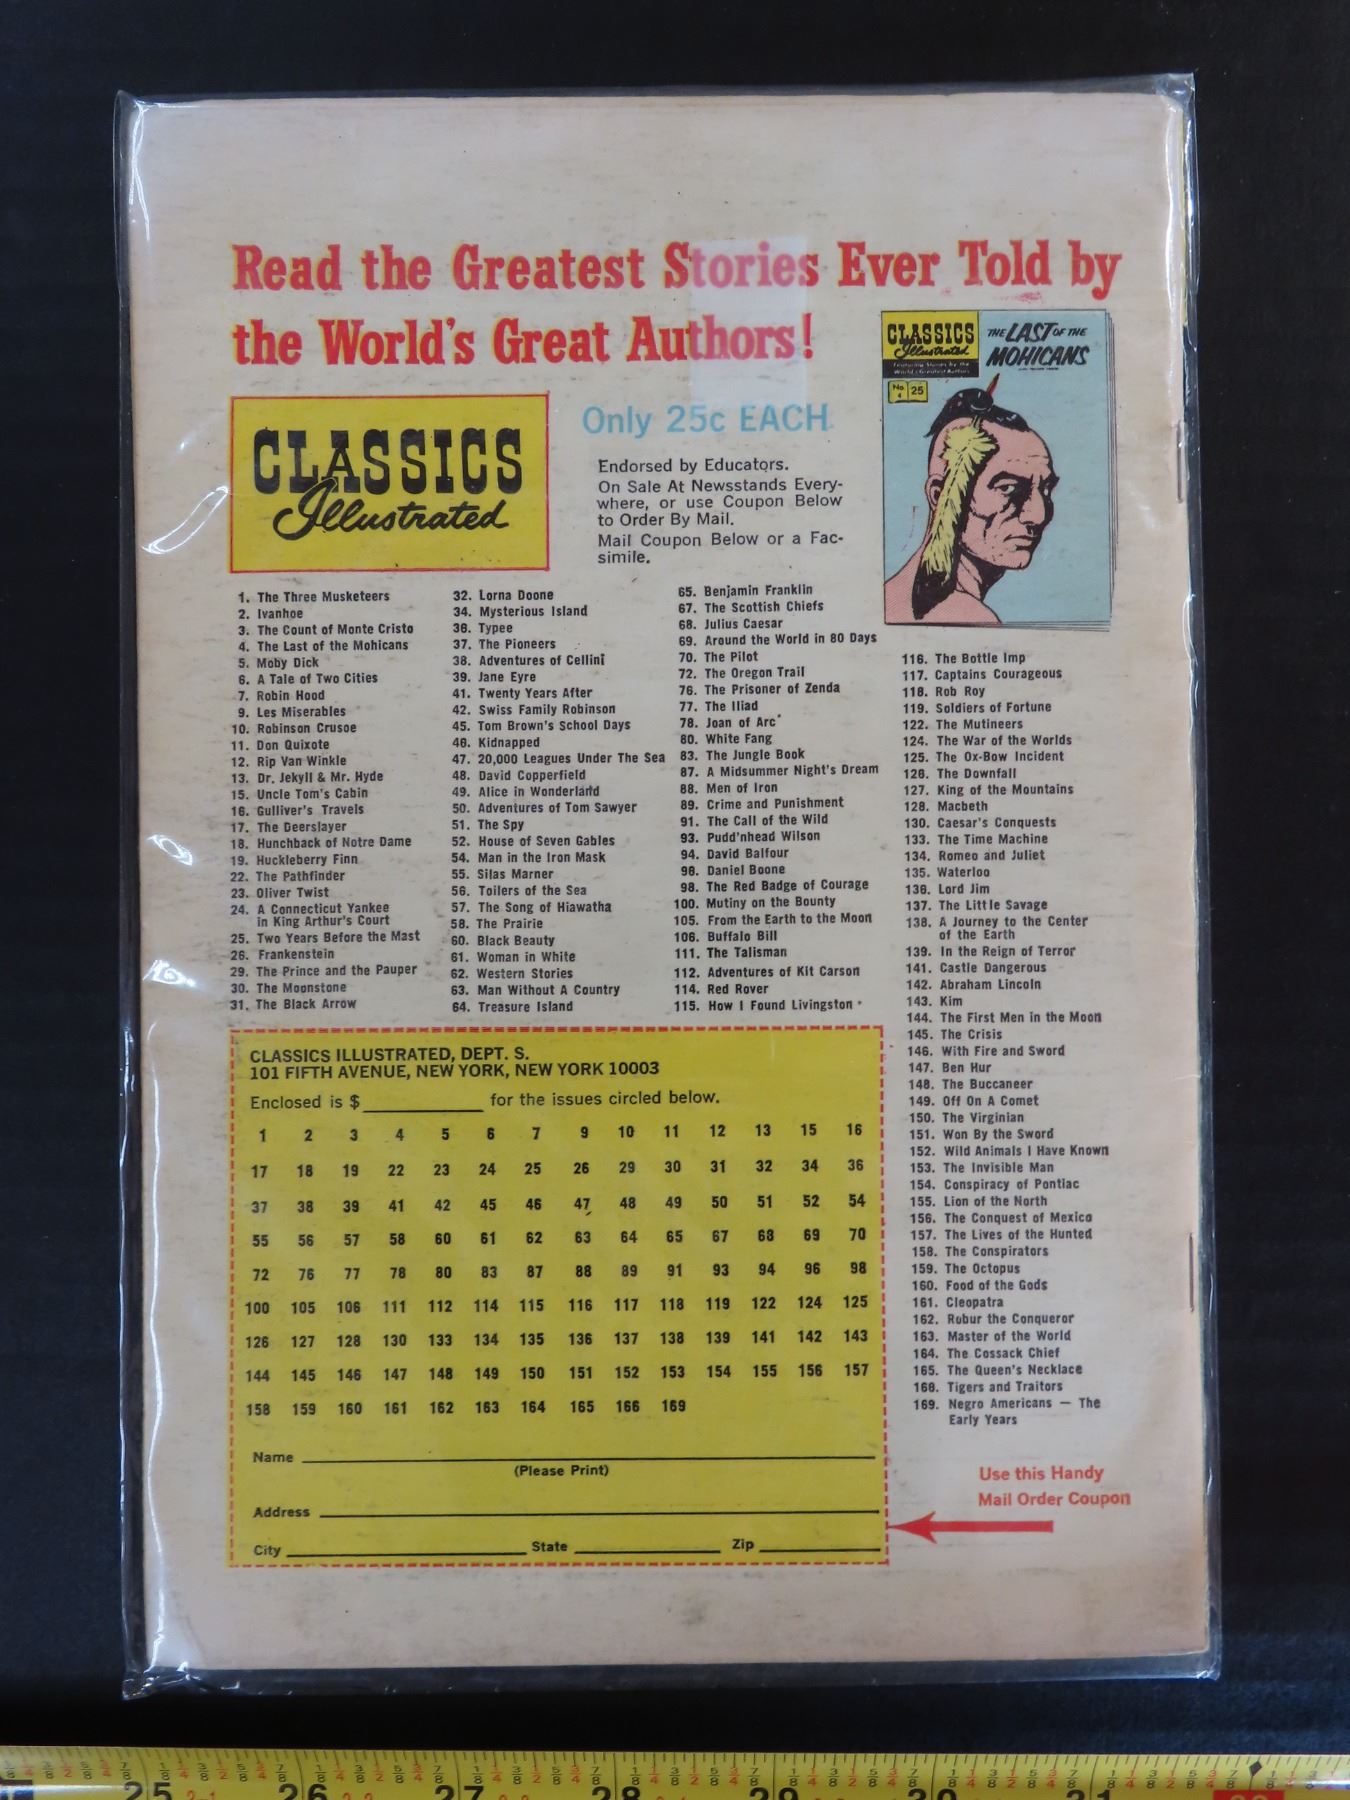 Read the Greatest Stories Ever Told by
the World's Great Authors!
CLASSICS
Illustrated
THE LAST OF THE
MOHICANS
CLASSICS
Illustrated
Featuring Stories by the
World's Greatest Authors
No. 4
25
Only 25c EACH
Endorsed by Educators.
On Sale At Newsstands Every-
where, or use Coupon Below
to Order By Mail.
Mail Coupon Below or a Fac-
simile.
1. The Three Musketeers
2. Ivanhoe
3. The Count of Monte Cristo
4. The Last of the Mohicans
5. Moby Dick
6. A Tale of Two Cities
7. Robin Hood
9. Les Miserables
10. Robinson Crusoe
11. Don Quixote
12. Rip Van Winkle
13. Dr. Jekyll & Mr. Hyde
15. Uncle Tom's Cabin
16. Gulliver's Travels
17. The Deerslayer
18. Hunchback of Notre Dame
19. Huckleberry Finn
22. The Pathfinder
23. Oliver Twist
24. A Connecticut Yankee
in King Arthur's Court
25. Two Years Before the Mast
26. Frankenstein
29. The Prince and the Pauper
30. The Moonstone
31. The Black Arrow
32. Lorna Doone
34. Mysterious Island
36. Typee
37. The Pioneers
38. Adventures of Cellini
39. Jane Eyre
41. Twenty Years After
42. Swiss Family Robinson
45. Tom Brown's School Days
46. Kidnapped
47. 20,000 Leagues Under The Sea
48. David Copperfield
49. Alice in Wonderland
50. Adventures of Tom Sawyer
51. The Spy
52. House of Seven Gables
54. Man in the Iron Mask
55. Silas Marner
56. Toilers of the Sea
57. The Song of Hiawatha
58. The Prairie
60. Black Beauty
61. Woman in White
62. Western Stories
63. Man Without A Country
64. Treasure Island
65. Benjamin Franklin
67. The Scottish Chiefs
68. Julius Caesar
69. Around the World in 80 Days
70. The Pilot
72. The Oregon Trail
76. The Prisoner of Zenda
77. The Iliad
78. Joan of Arc
80. White Fang
83. The Jungle Book
87. A Midsummer Night's Dream
88. Men of Iron
89. Crime and Punishment
91. The Call of the Wild
93. Pudd'nhead Wilson
94. David Balfour
96. Daniel Boone
98. The Red Badge of Courage
100. Mutiny on the Bounty
105. From the Earth to the Moon
106. Buffalo Bill
111. The Talisman
112. Adventures of Kit Carson
114. Red Rover
115. How I Found Livingston
116. The Bottle Imp
117. Captains Courageous
118. Rob Roy
119. Soldiers of Fortune
122. The Mutineers
124. The War of the Worlds
125. The Ox-Bow Incident
126. The Downfall
127. King of the Mountains
128. Macbeth
130. Caesar's Conquests
133. The Time Machine
134. Romeo and Juliet
135. Waterloo
136. Lord Jim
137. The Little Savage
138. A Journey to the Center
of the Earth
139. In the Reign of Terror
141. Castle Dangerous
142. Abraham Lincoln
143. Kim
144. The First Men in the Moon
145. The Crisis
146. With Fire and Sword
147. Ben Hur
148. The Buccaneer
149. Off On A Comet
150. The Virginian
151. Won By the Sword
152. Wild Animals I Have Known
153. The Invisible Man
154. Conspiracy of Pontiac
155. Lion of the North
156. The Conquest of Mexico
157. The Lives of the Hunted
158. The Conspirators
159. The Octopus
160. Food of the Gods
161. Cleopatra
162. Robur the Conqueror
163. Master of the World
164. The Cossack Chief
165. The Queen's Necklace
166. Tigers and Traitors
169. Negro Americans — The
Early Years
CLASSICS ILLUSTRATED, DEPT. S.
101 FIFTH AVENUE, NEW YORK, NEW YORK 10003
Enclosed is $ for the issues circled below.
1 2 3 4 5 6 7 9 10 11 12 13 15 16
17 18 19 22 23 24 25 26 29 30 31 32 34 36
37 38 39 41 42 45 46 47 48 49 50 51 52 54
55 56 57 58 60 61 62 63 64 65 67 68 69 70
72 76 77 78 80 83 87 88 89 91 93 94 96 98
100 105 106 111 112 114 115 116 117 118 119 122 124 125
126 127 128 130 133 134 135 136 137 138 139 141 142 143
144 145 146 147 148 149 150 151 152 153 154 155 156 157
158 159 160 161 162 163 164 165 166 169
Name
(Please Print)
Address
City State Zip
Use this Handy
Mail Order Coupon
25 26 27 28 29 30 31